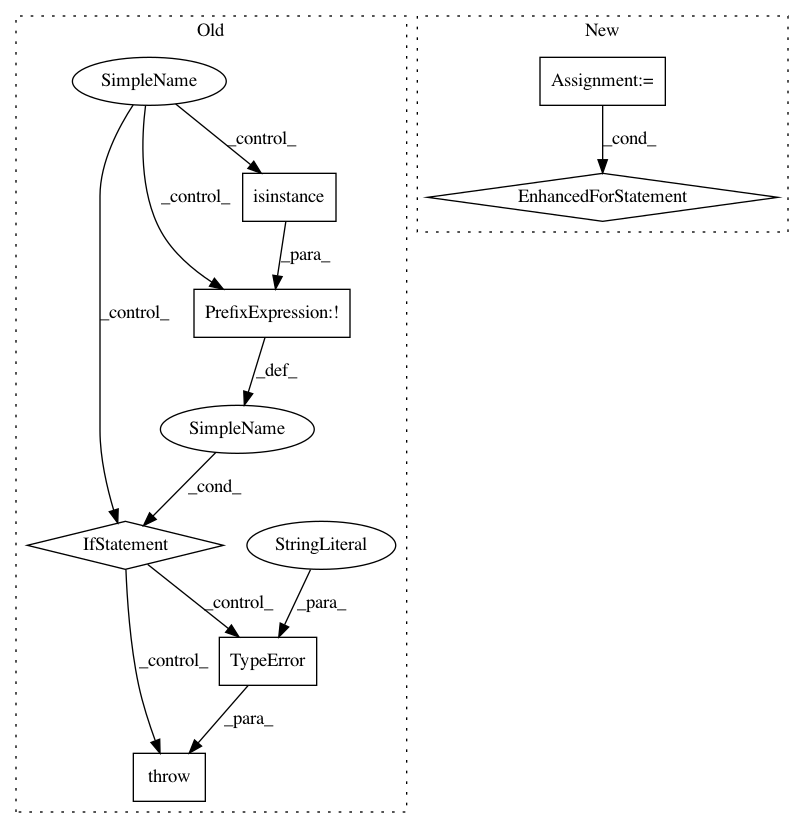 Old
New
SimpleName
Assignment:=
_control_
_cond_
isinstance
_control_
EnhancedForStatement
_para_
_control_
PrefixExpression:!
_def_
SimpleName
_cond_
IfStatement
StringLiteral
_control_
_para_
_control_
TypeError
_para_
throw